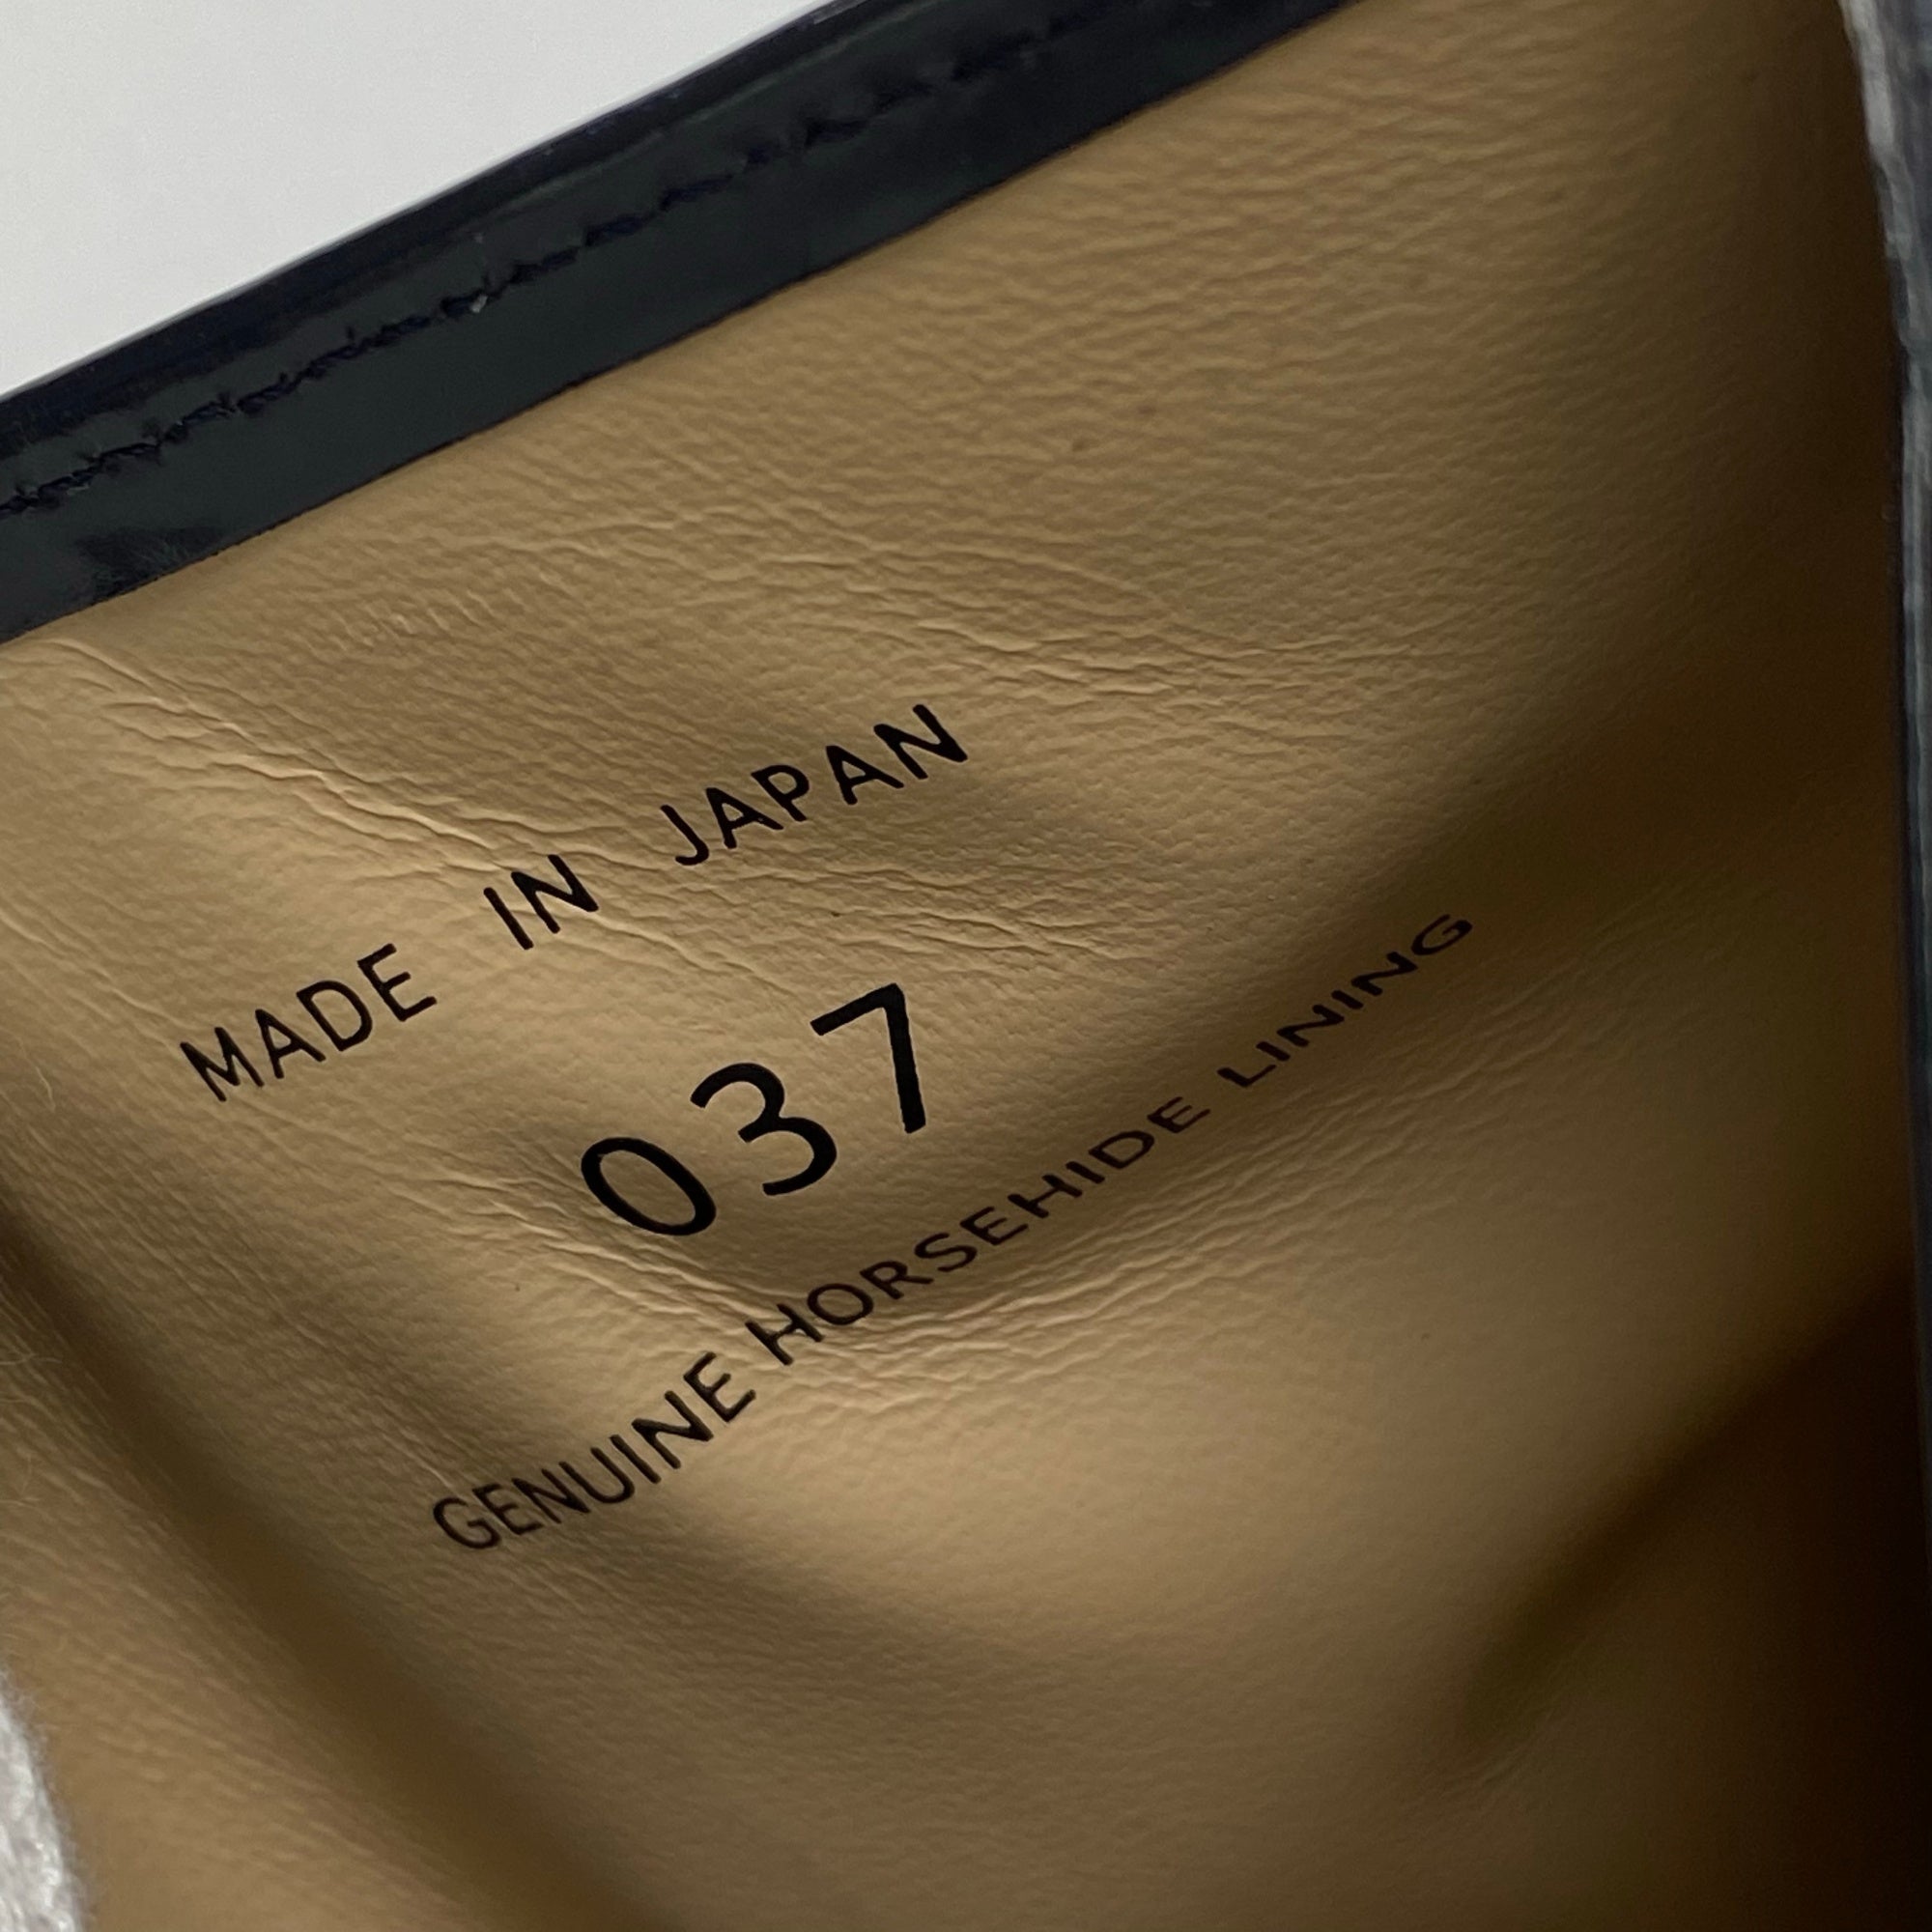 MADE IN JAPAN
037
GENUINE HORSEHIDE LINING